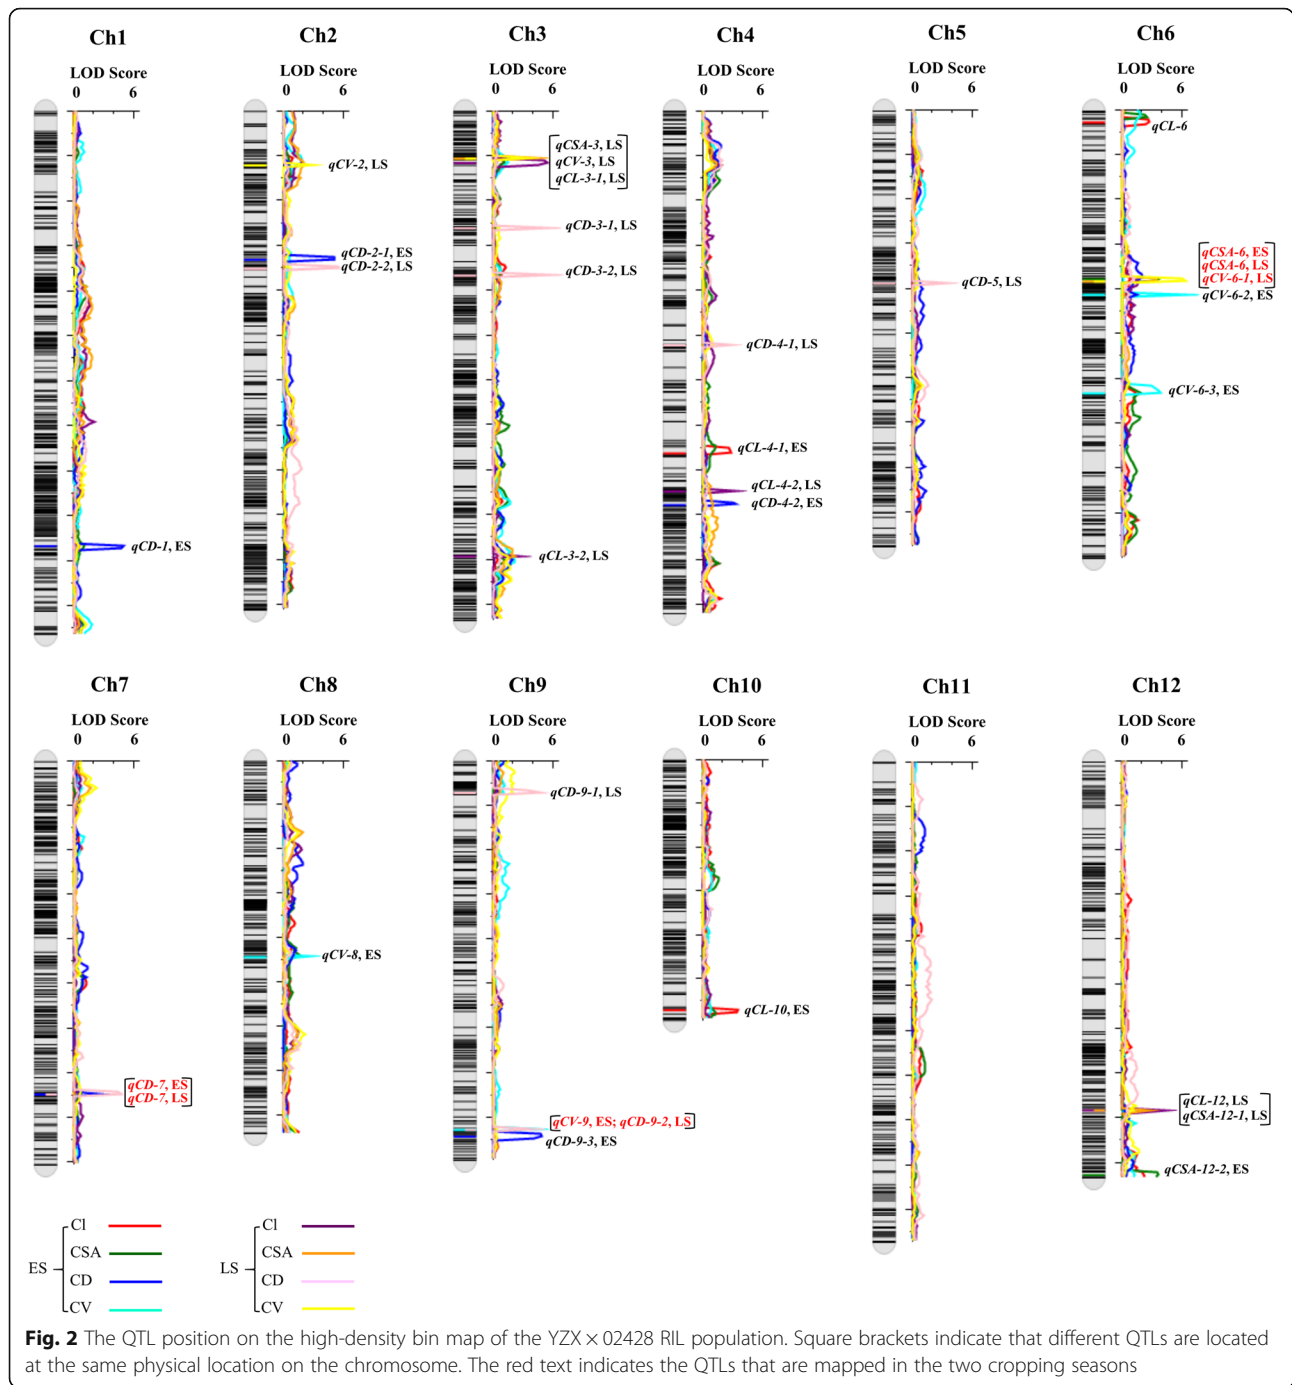 Ch1
LOD Score
0 6
qCD-1, ES
Ch2
LOD Score
0 6
qCV-2, LS
qCD-2-1, ES
qCD-2-2, LS
Ch3
LOD Score
0 6
qCSA-3, LS
qCV-3, LS
qCL-3-1, LS
qCD-3-1, LS
qCD-3-2, LS
qCL-3-2, LS
Ch4
LOD Score
0 6
qCD-4-1, LS
qCL-4-1, ES
qCL-4-2, LS
qCD-4-2, ES
Ch5
LOD Score
0 6
qCD-5, LS
Ch6
LOD Score
0 6
qCL-6
qCSA-6, ES
qCSA-6, LS
qCV-6-1, LS
qCV-6-2, ES
qCV-6-3, ES
Ch7
LOD Score
0 6
qCD-7, ES
qCD-7, LS
Ch8
LOD Score
0 6
qCV-8, ES
Ch9
LOD Score
0 6
qCD-9-1, LS
qCV-9, ES; qCD-9-2, LS
qCD-9-3, ES
Ch10
LOD Score
0 6
qCL-10, ES
Ch11
LOD Score
0 6
Ch12
LOD Score
0 6
qCL-12, LS
qCSA-12-1, LS
qCSA-12-2, ES
ES
Cl
CSA
CD
CV
LS
Cl
CSA
CD
CV
Fig. 2 The QTL position on the high-density bin map of the YZX × 02428 RIL population. Square brackets indicate that different QTLs are located
at the same physical location on the chromosome. The red text indicates the QTLs that are mapped in the two cropping seasons